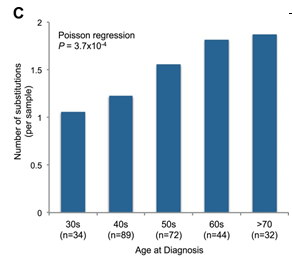 C
Poisson regression
P = 3.7x10-4
Number of substitutions
(per sample)
2
1.5
1
0.5
0
30s 40s 50s 60s >70
(n=34) (n=89) (n=72) (n=44) (n=32)
Age at Diagnosis